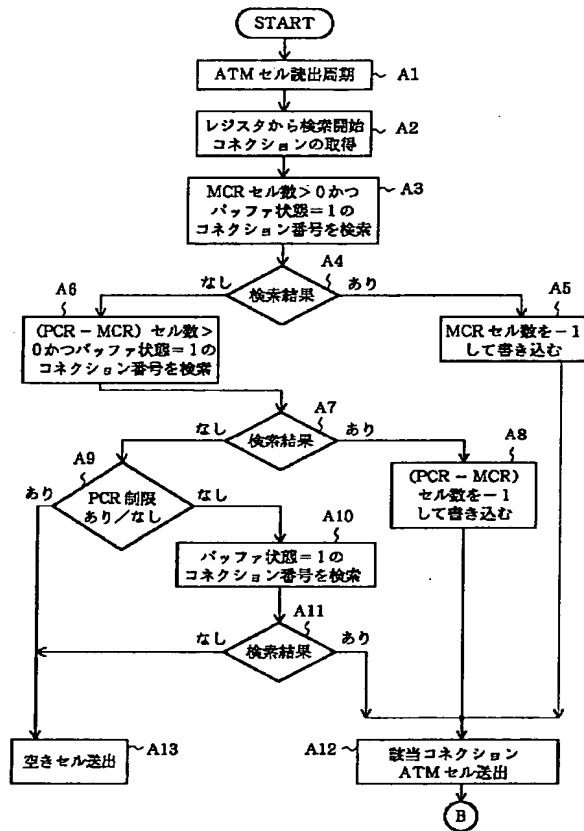 START
ATMセル読出周期
A1
レジスタから検索開始
コネクションの取得
A2
MCRセル数>0かつ
バッファ状態=1の
コネクション番号を検索
A3
A4
なし
検索結果
あり
A6
(PCR-MCR)セル数>
0かつバッファ状態=1の
コネクション番号を検索
A5
MCRセル数を-1
して書き込む
A7
なし
検索結果
あり
A8
(PCR-MCR)
セル数を-1
して書き込む
A9
あり
PCR制限
あり/なし
なし
A10
バッファ状態=1の
コネクション番号を検索
A11
なし
検索結果
あり
空きセル送出
A13
A12
該当コネクション
ATMセル送出
B